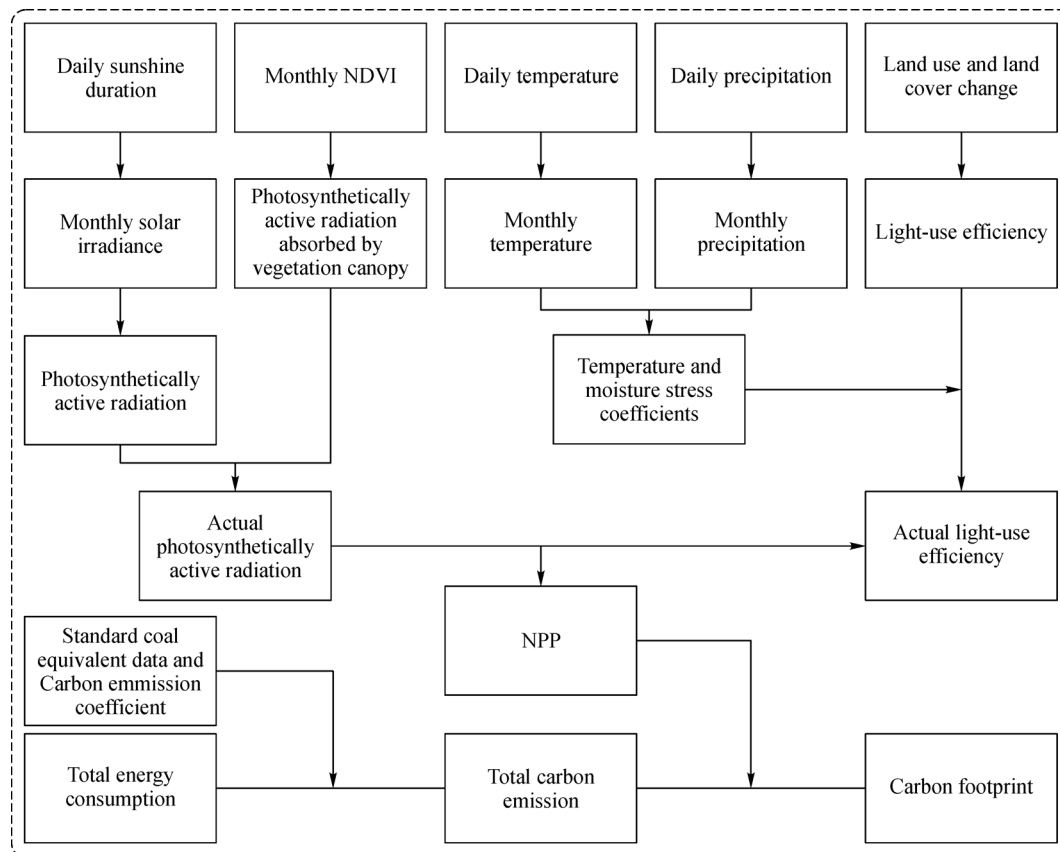 Daily sunshine
duration
Monthly NDVI
Daily temperature
Daily precipitation
Land use and land
cover change
Monthly solar
irradiance
Photosynthetically
active radiation
absorbed by
vegetation canopy
Monthly
temperature
Monthly
precipitation
Light-use efficiency
Photosynthetically
active radiation
Temperature and
moisture stress
coefficients
Actual
photosynthetically
active radiation
Actual light-use
efficiency
NPP
Standard coal
equivalent data and
Carbon emmission
coefficient
Total energy
consumption
Total carbon
emission
Carbon footprint